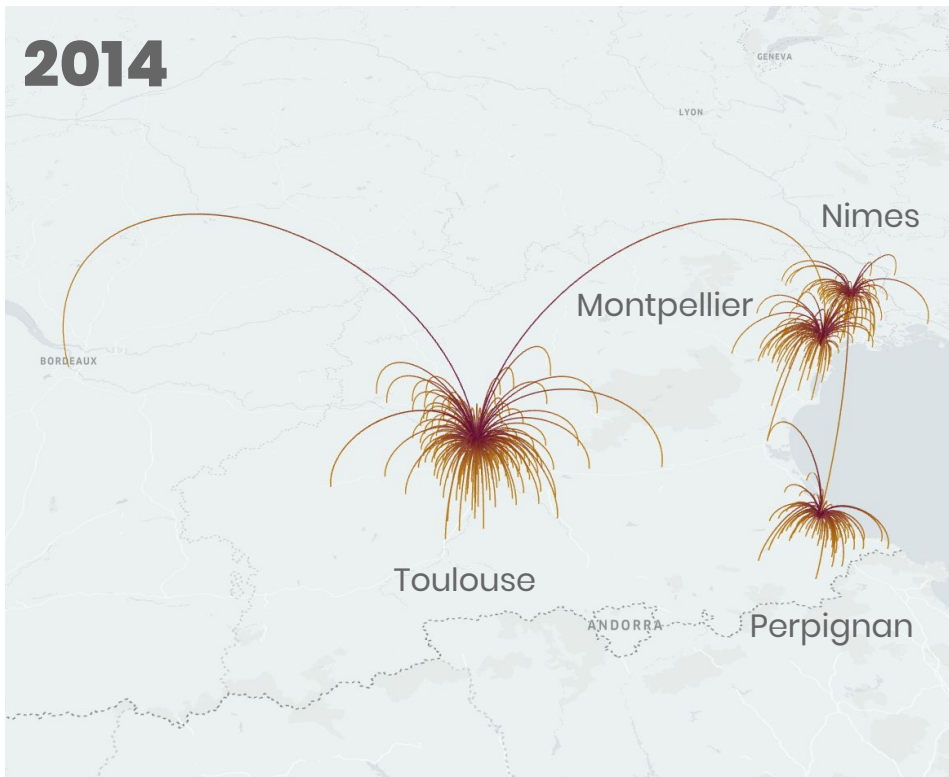 2014
GENEVA
LYON
Nimes
Montpellier
BORDEAUX
Toulouse
ANDORRA
Perpignan